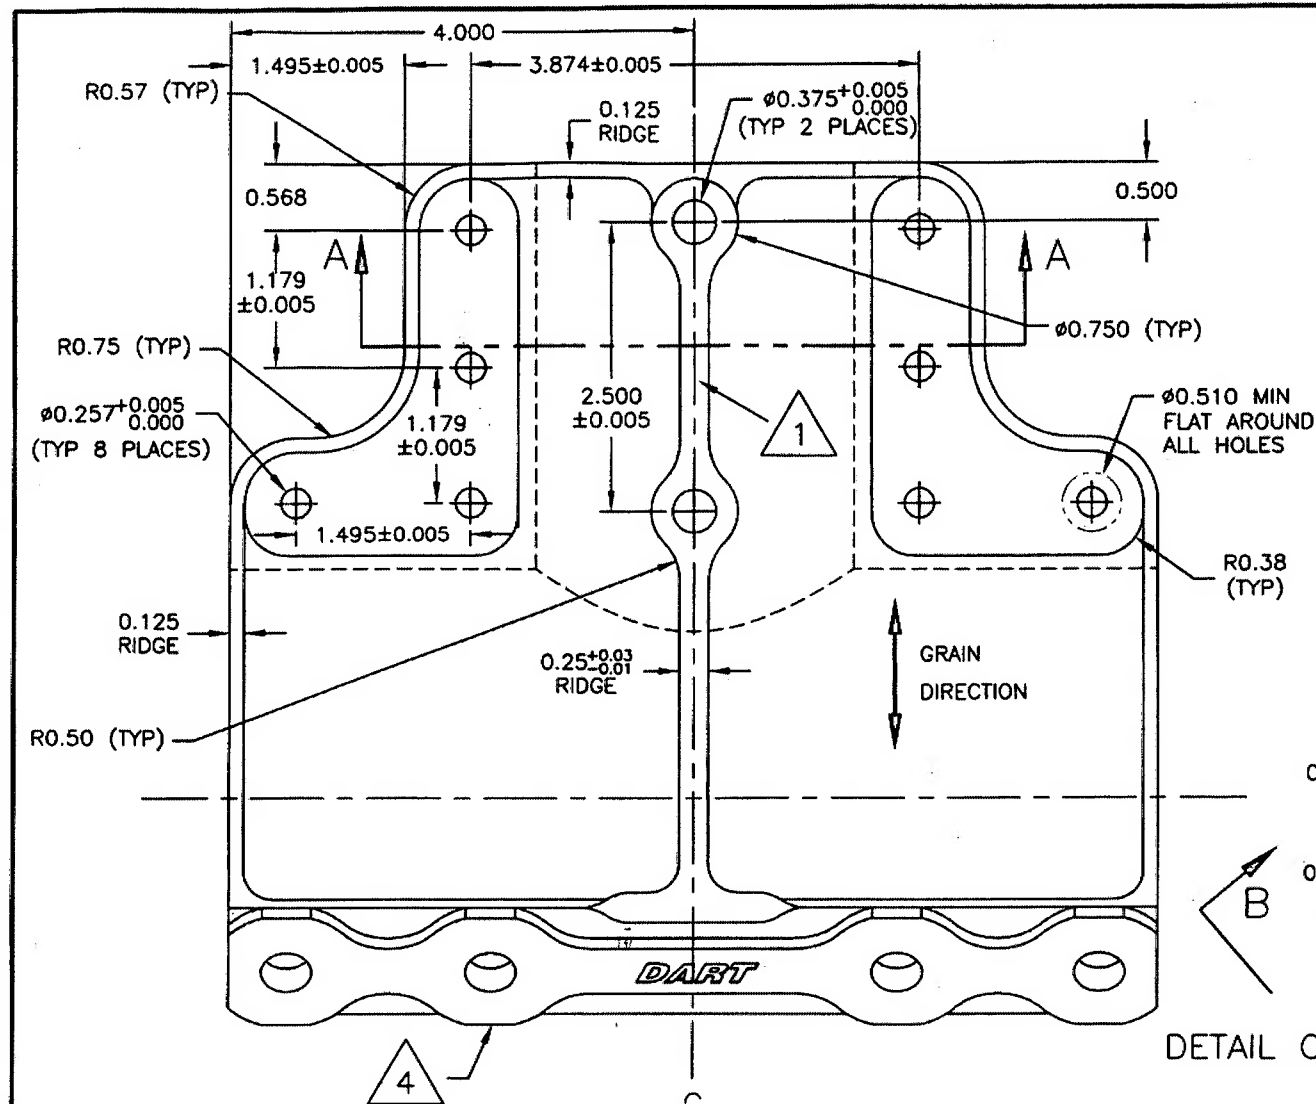 4.000
1.495±0.005
3.874±0.005
R0.57 (TYP)
0.125
RIDGE
ø0.375+0.005
0.000
(TYP 2 PLACES)
0.568
0.500
A
A
1.179
±0.005
R0.75 (TYP)
ø0.750 (TYP)
2.500
±0.005
ø0.257+0.005
0.000
(TYP 8 PLACES)
1.179
±0.005
1
ø0.510 MIN
FLAT AROUND
ALL HOLES
1.495±0.005
R0.38
(TYP)
0.125
RIDGE
0.25+0.03
-0.01
RIDGE
GRAIN
DIRECTION
R0.50 (TYP)
B
DART
DETAIL
4